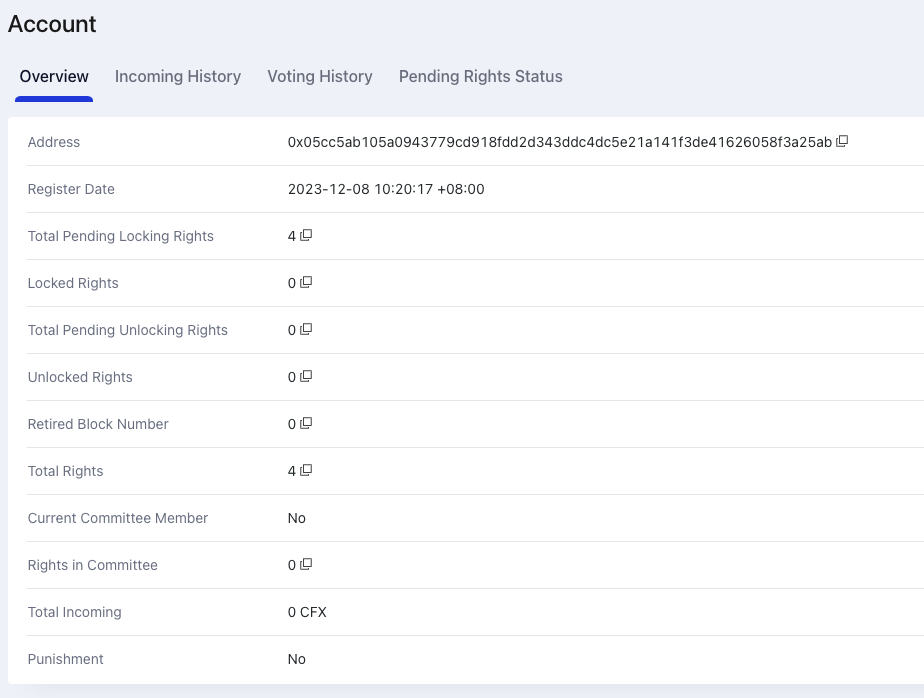 Account
Overview Incoming History Voting History Pending Rights Status
Address 0x05cc5ab105a0943779cd918fdd2d343ddc4dc5e21a141f3de41626058f3a25ab
Register Date 2023-12-08 10:20:17 +08:00
Total Pending Locking Rights 4
Locked Rights 0
Total Pending Unlocking Rights 0
Unlocked Rights 0
Retired Block Number 0
Total Rights 4
Current Committee Member No
Rights in Committee 0
Total Incoming 0 CFX
Punishment No